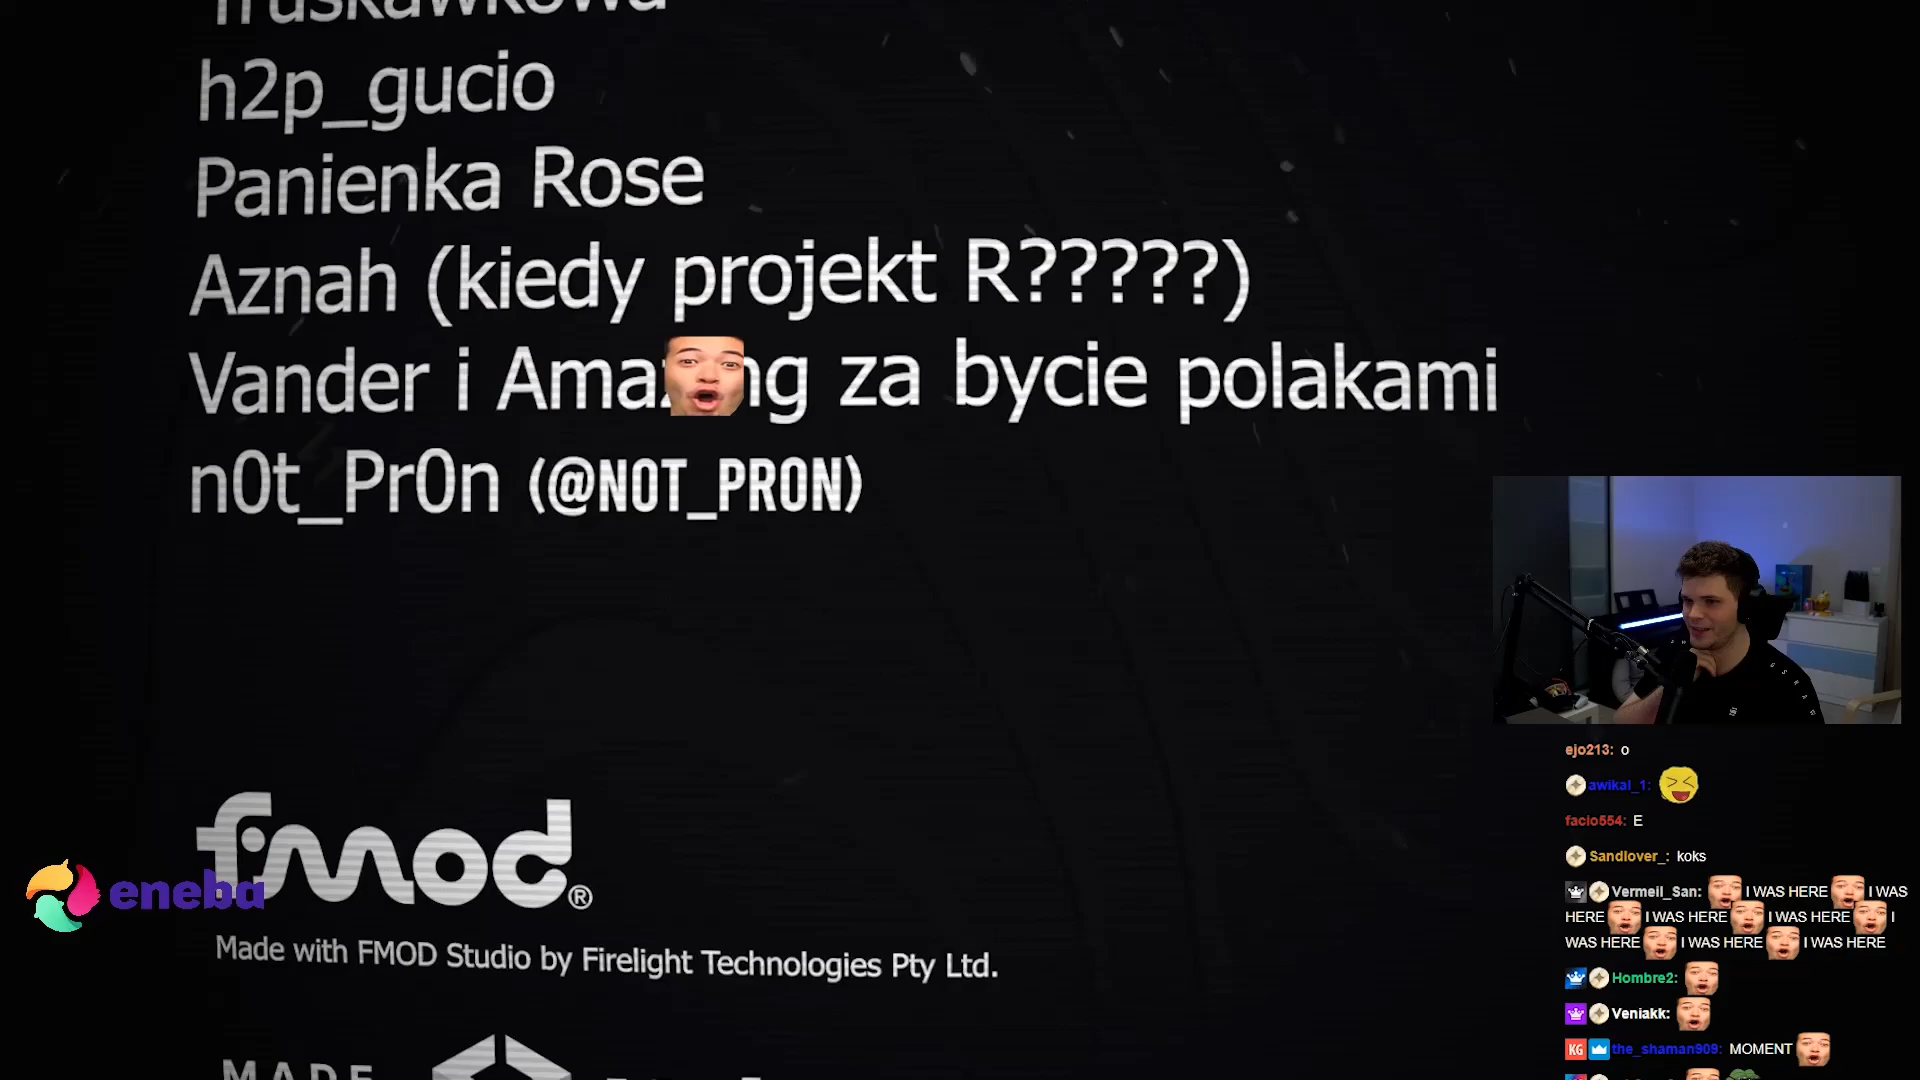 Truskawkowa
h2p_gucio
Panienka Rose
Aznah (kiedy projekt R?????)
Vander i Ama ng za bycie polakami
n0t_Pr0n (@NOT_PRON)
fmod®
eneba
Made with FMOD Studio by Firelight Technologies Pty Ltd.
MADE
ejo213: o
awikal_1:
facio554: E
Sandlover_: koks
Vermeil_San: I WAS HERE I WAS
HERE I WAS HERE I WAS HERE I
WAS HERE I WAS HERE I WAS HERE
Hombre2:
Veniakk:
KG the_shaman909: MOMENT